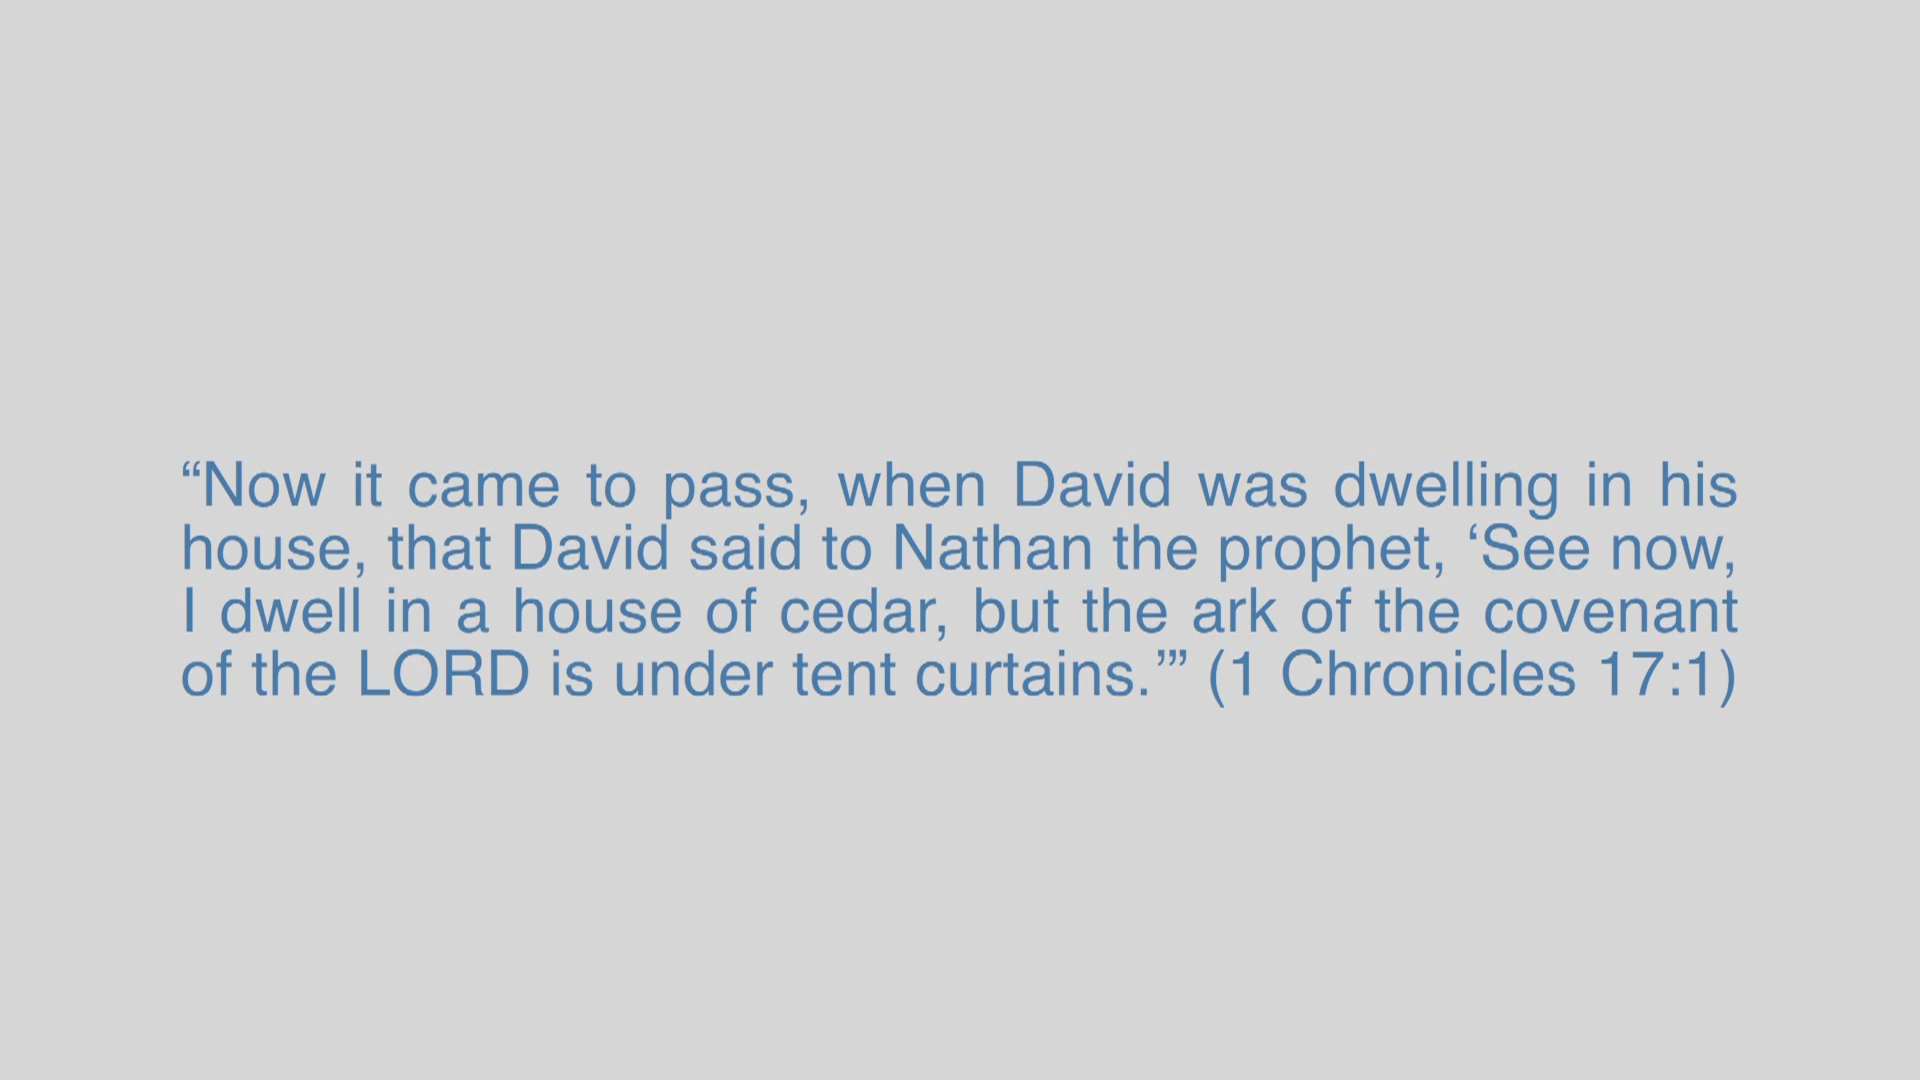 “Now it came to pass, when David was dwelling in his
house, that David said to Nathan the prophet, ‘See now,
I dwell in a house of cedar, but the ark of the covenant
of the LORD is under tent curtains.’” (1 Chronicles 17:1)